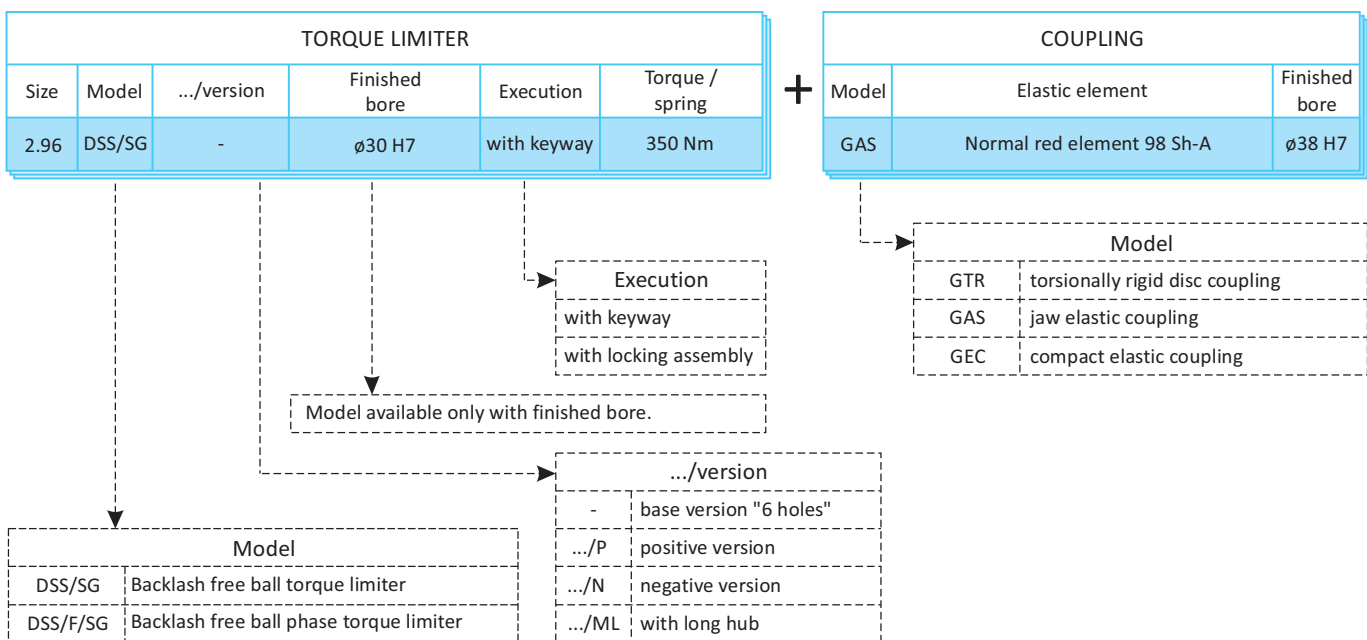 TORQUE LIMITER
Size Model .../version Finished bore Execution Torque / spring
2.96 DSS/SG - ø30 H7 with keyway 350 Nm
+
COUPLING
Model Elastic element Finished bore
GAS Normal red element 98 Sh-A ø38 H7
Model
GTR torsionally rigid disc coupling
GAS jaw elastic coupling
GEC compact elastic coupling
Execution
with keyway
with locking assembly
Model available only with finished bore.
.../version
- base version "6 holes"
.../P positive version
.../N negative version
.../ML with long hub
Model
DSS/SG Backlash free ball torque limiter
DSS/F/SG Backlash free ball phase torque limiter